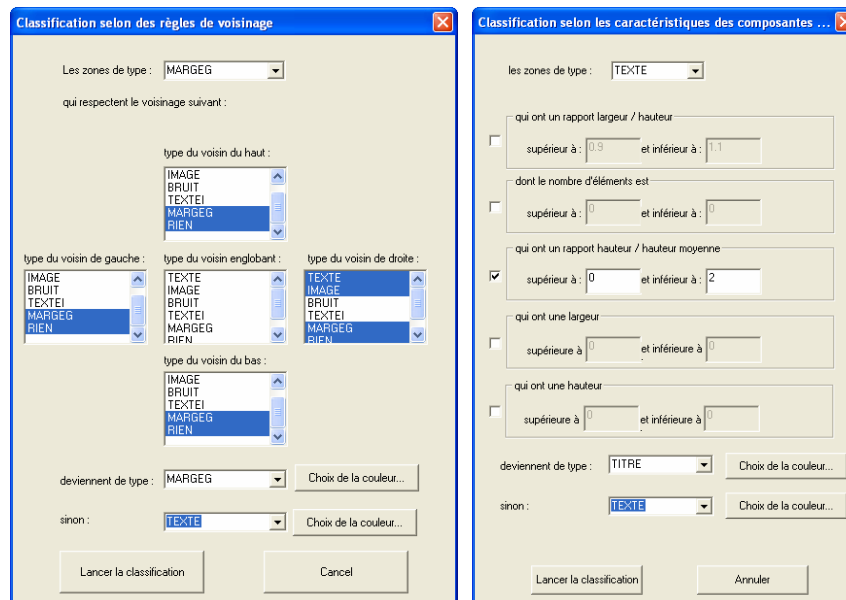 Classification selon des règles de voisinage
Les zones de type : MARGEG
qui respectent le voisinage suivant :
type du voisin du haut :
IMAGE
BRUIT
TEXTEI
MARGEG
RIEN
type du voisin de gauche :
IMAGE
BRUIT
TEXTEI
MARGEG
RIEN
type du voisin englobant :
TEXTE
IMAGE
BRUIT
TEXTEI
MARGEG
RIEN
type du voisin de droite :
TEXTE
IMAGE
BRUIT
TEXTEI
MARGEG
RIEN
type du voisin du bas :
IMAGE
BRUIT
TEXTEI
MARGEG
RIEN
deviennent de type : MARGEG Choix de la couleur...
sinon : TEXTE Choix de la couleur...
Lancer la classification Cancel
Classification selon les caractéristiques des composantes ...
les zones de type : TEXTE
qui ont un rapport largeur / hauteur
supérieur à : 0.9 et inférieur à : 1.1
dont le nombre d'éléments est
supérieur à : 0 et inférieur à : 0
qui ont un rapport hauteur / hauteur moyenne
supérieur à : 0 et inférieur à : 2
qui ont une largeur
supérieure à 0 et inférieure à 0
qui ont une hauteur
supérieure à 0 et inférieure à 0
deviennent de type : TITRE Choix de la couleur...
sinon : TEXTE Choix de la couleur...
Lancer la classification Annuler